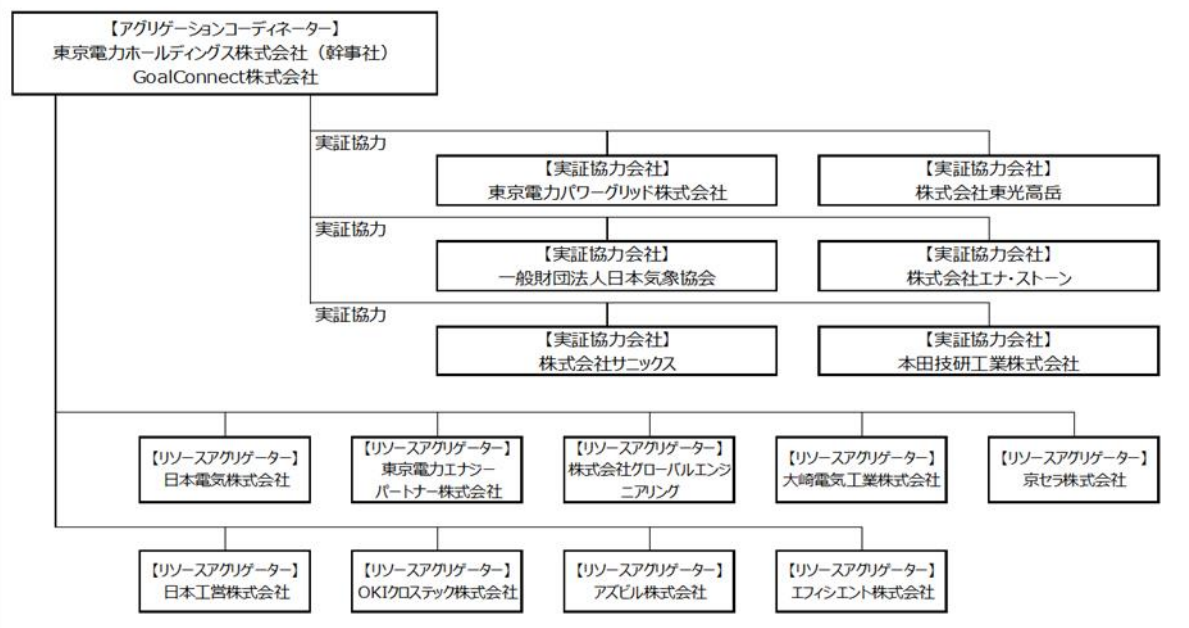 【アグリゲーションコーディネーター】
東京電力ホールディングス株式会社（幹事社）
GoalConnect株式会社
実証協力
【実証協力会社】
東京電力パワーグリッド株式会社
【実証協力会社】
株式会社東光高岳
実証協力
【実証協力会社】
一般財団法人日本気象協会
【実証協力会社】
株式会社エナ・ストーン
実証協力
【実証協力会社】
株式会社サニックス
【実証協力会社】
本田技研工業株式会社
【リソースアグリゲーター】
日本電気株式会社
【リソースアグリゲーター】
東京電力エナジー
パートナー株式会社
【リソースアグリゲーター】
株式会社グローバルエンジ
ニアリング
【リソースアグリゲーター】
大崎電気工業株式会社
【リソースアグリゲーター】
京セラ株式会社
【リソースアグリゲーター】
日本工営株式会社
【リソースアグリゲーター】
OKIクロステック株式会社
【リソースアグリゲーター】
アズビル株式会社
【リソースアグリゲーター】
エフィシエント株式会社